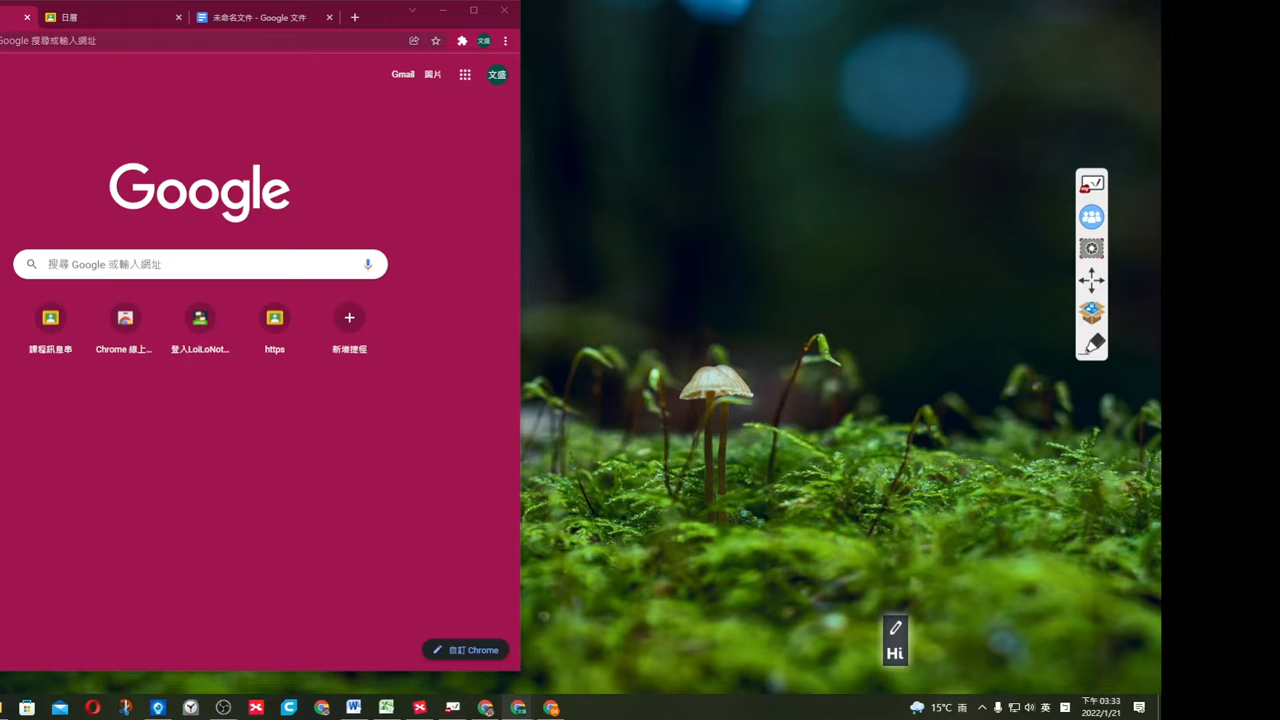 日曆
未命名文件 - Google 文件
Google 搜尋或輸入網址
文盛
Gmail
圖片
文盛
Google
搜尋 Google 或輸入網址
課程訊息串
Chrome 線上...
登入LoiLoNot...
https
新增捷徑
自訂 Chrome
Hi
15°C 雨
英
下午 03:33
2022/1/21